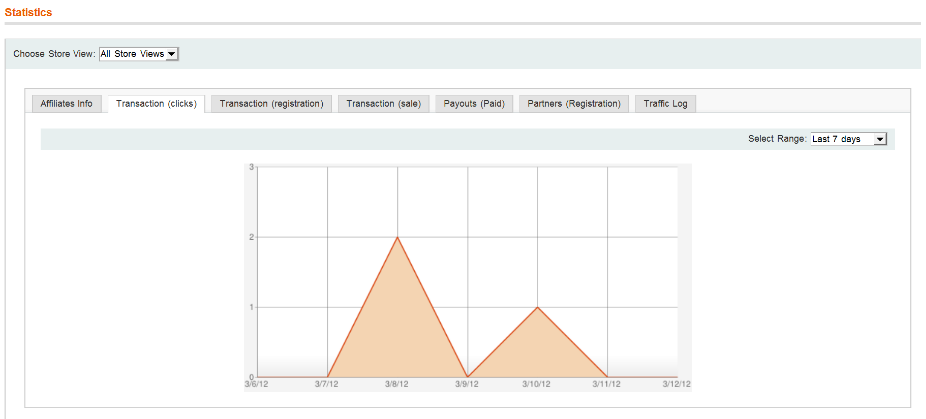 Statistics
Choose Store View: All Store Views
Affiliates Info Transaction (clicks) Transaction (registration) Transaction (sale) Payouts (Paid) Partners (Registration) Traffic Log
Select Range: Last 7 days
3
2
1
0
3/6/12 3/7/12 3/8/12 3/9/12 3/10/12 3/11/12 3/12/12